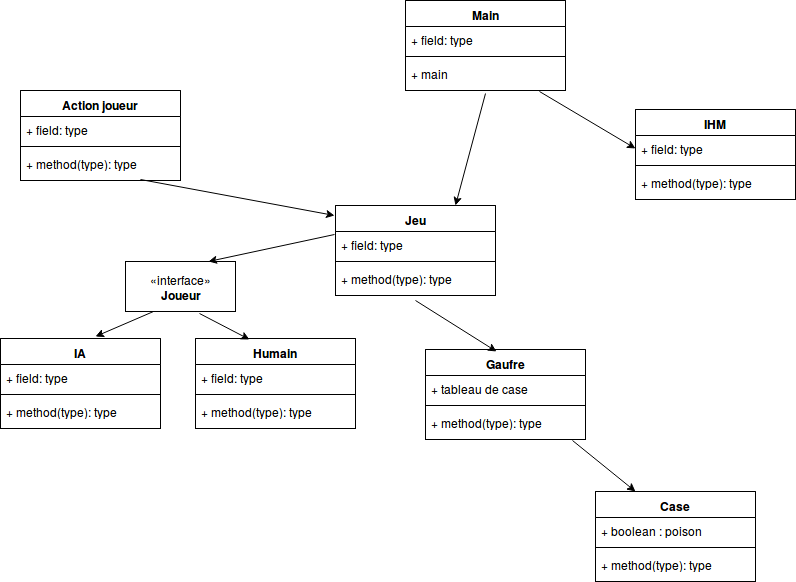 Main
+ field: type
+ main
Action joueur
+ field: type
+ method(type): type
IHM
+ field: type
+ method(type): type
Jeu
+ field: type
+ method(type): type
«interface»
Joueur
IA
+ field: type
+ method(type): type
Humain
+ field: type
+ method(type): type
Gaufre
+ tableau de case
+ method(type): type
Case
+ boolean : poison
+ method(type): type